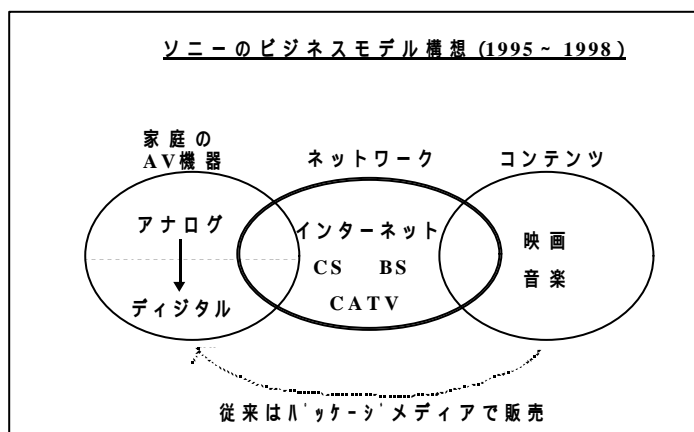 ソニーのビジネスモデル構想(1995~1998)
家庭の
AV機器
ネットワーク
コンテンツ
アナログ
ディジタル
インターネット
CS BS
CATV
映画
音楽
従来はパッケージメディアで販売